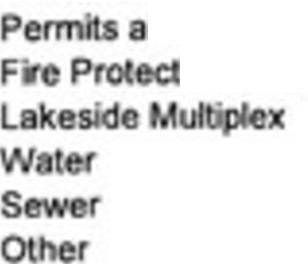 Permits a
Fire Protect
Lakeside Multiplex
Water
Sewer
Other